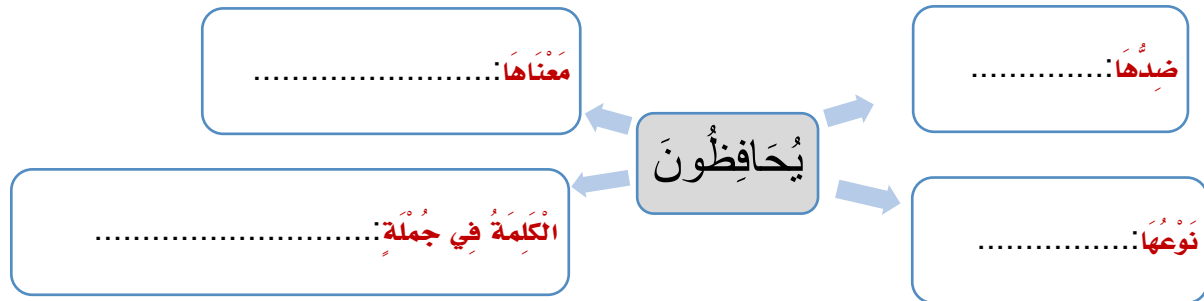 ضِدُّهَا:..............
مَعْنَاهَا:.........................
يُحَافِظُونَ
نَوْعُهَا:................
الْكَلِمَةُ فِي جُمْلَةٍ:.............................